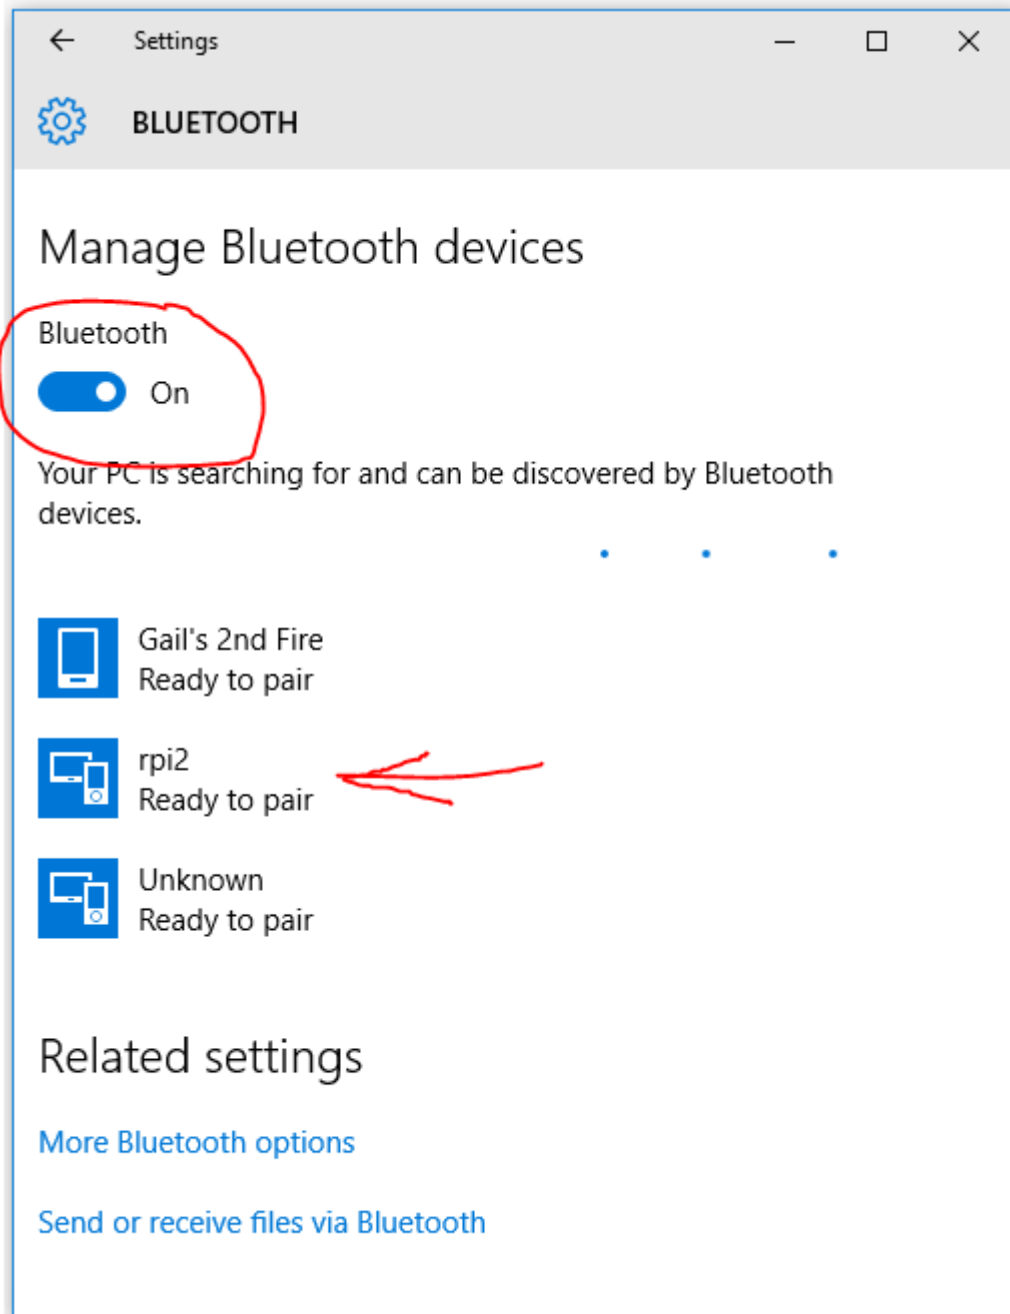 Settings
BLUETOOTH
Manage Bluetooth devices
Bluetooth
On
Your PC is searching for and can be discovered by Bluetooth
devices.
Gail's 2nd Fire
Ready to pair
rpi2
Ready to pair
Unknown
Ready to pair
Related settings
More Bluetooth options
Send or receive files via Bluetooth